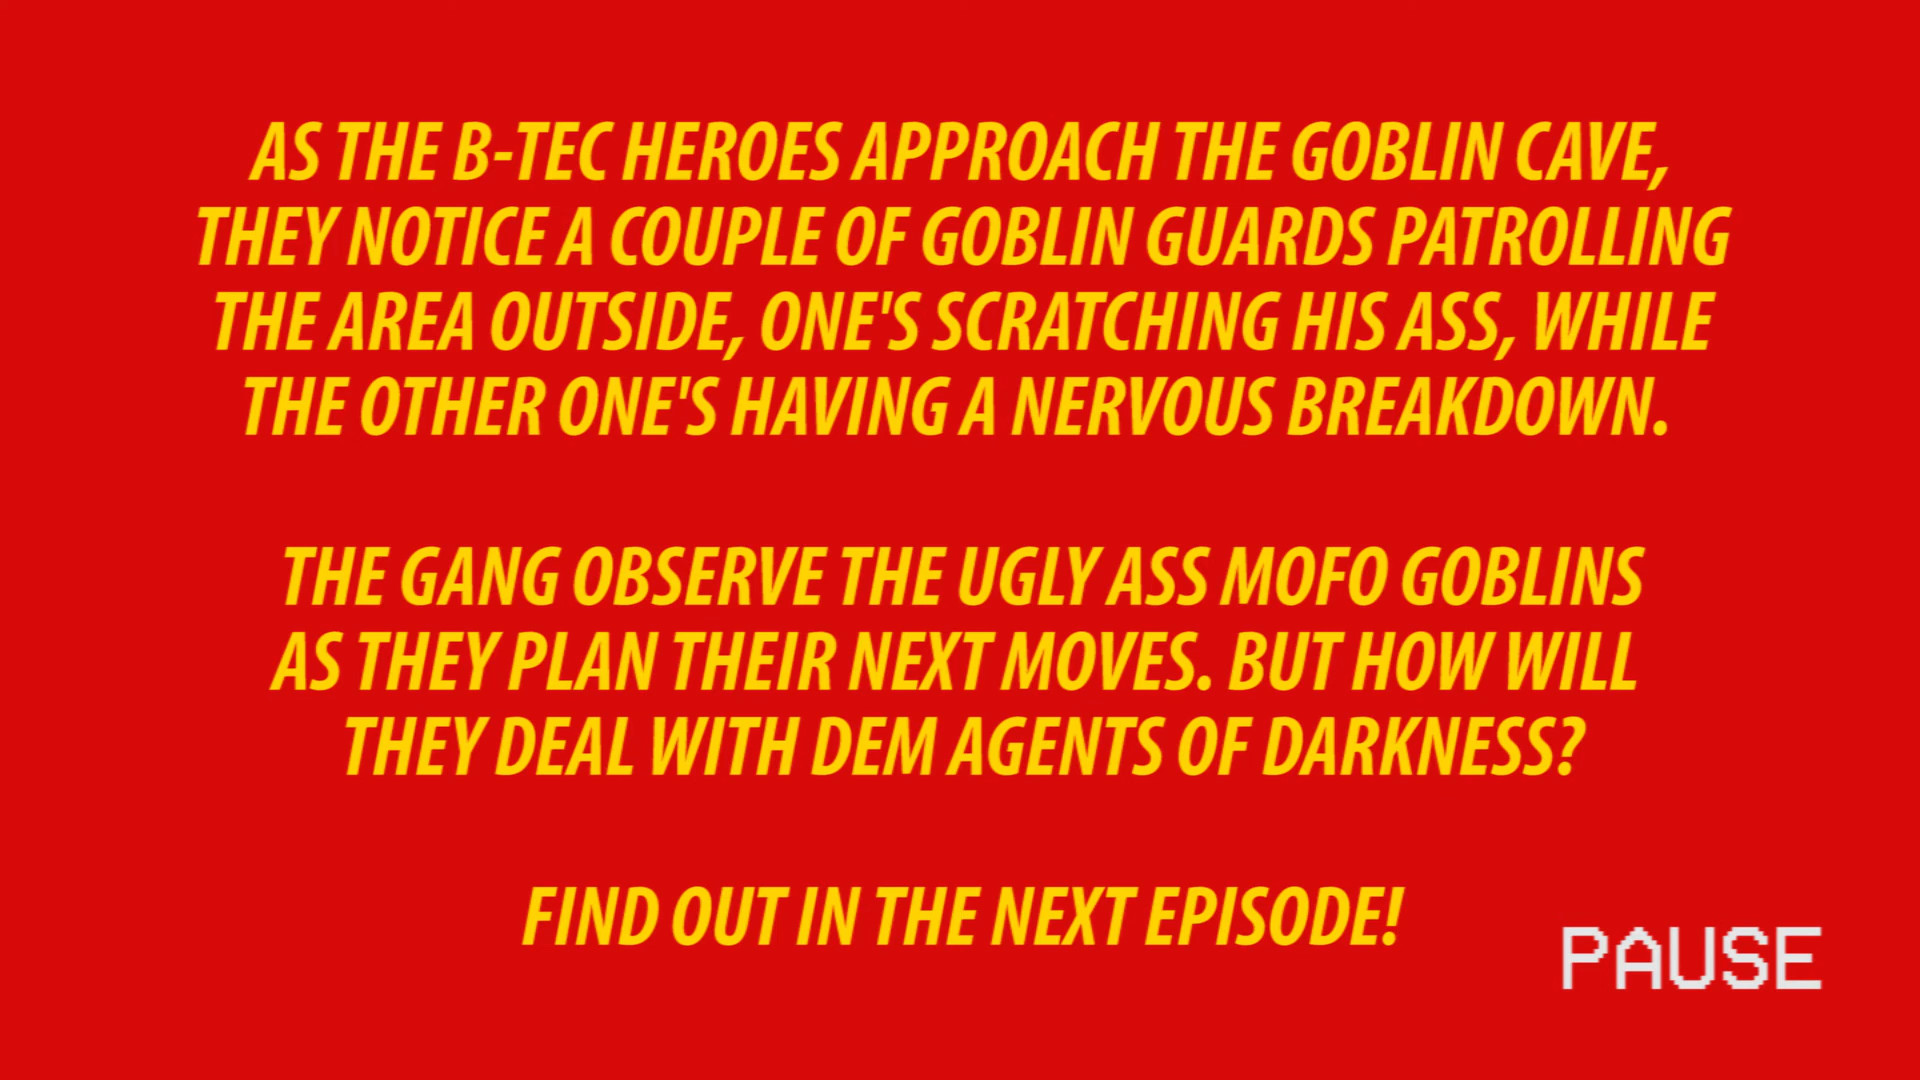 AS THE B-TEC HEROES APPROACH THE GOBLIN CAVE,
THEY NOTICE A COUPLE OF GOBLIN GUARDS PATROLLING
THE AREA OUTSIDE, ONE'S SCRATCHING HIS ASS, WHILE
THE OTHER ONE'S HAVING A NERVOUS BREAKDOWN.
THE GANG OBSERVE THE UGLY ASS MOFO GOBLINS
AS THEY PLAN THEIR NEXT MOVES. BUT HOW WILL
THEY DEAL WITH DEM AGENTS OF DARKNESS?
FIND OUT IN THE NEXT EPISODE!
PAUSE